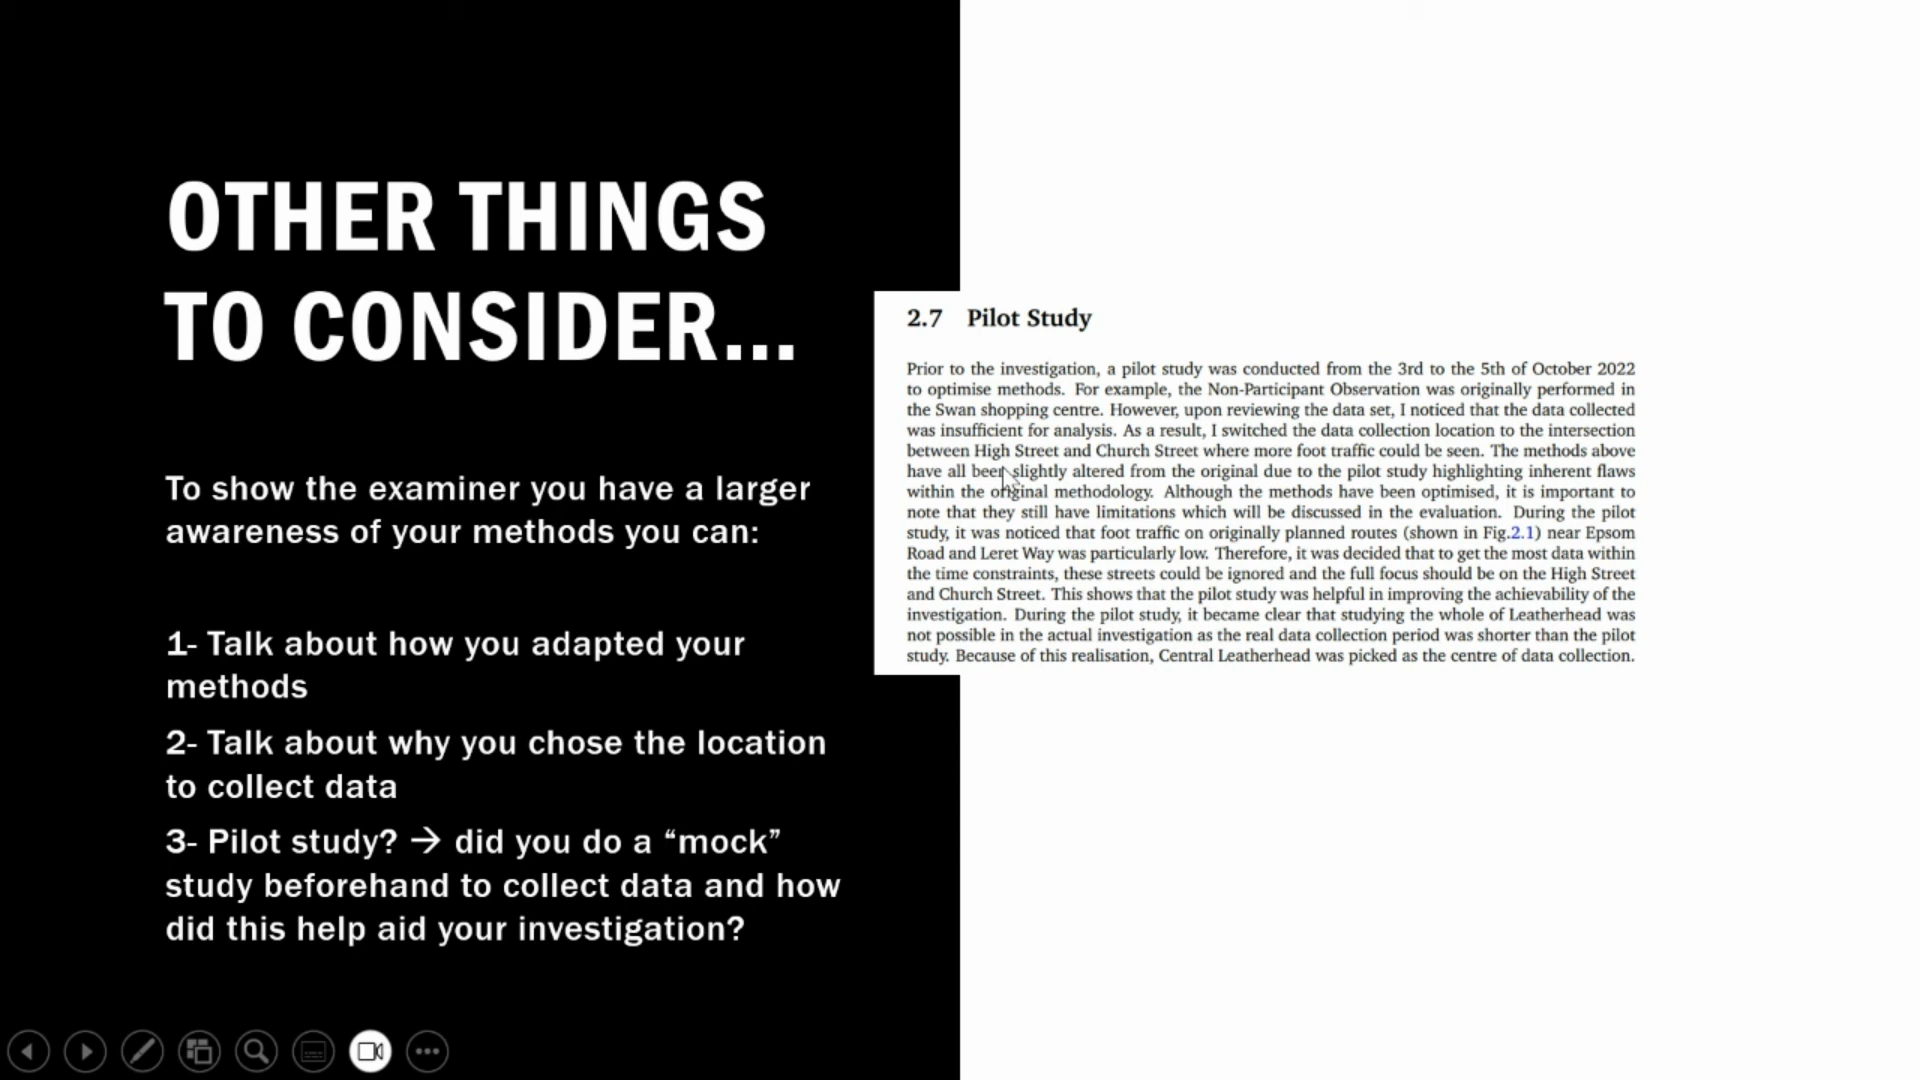 OTHER THINGS
TO CONSIDER...
To show the examiner you have a larger
awareness of your methods you can:
1- Talk about how you adapted your
methods
2- Talk about why you chose the location
to collect data
3- Pilot study? → did you do a “mock”
study beforehand to collect data and how
did this help aid your investigation?
2.7 Pilot Study
Prior to the investigation, a pilot study was conducted from the 3rd to the 5th of October 2022
to optimise methods. For example, the Non-Participant Observation was originally performed in
the Swan shopping centre. However, upon reviewing the data set, I noticed that the data collected
was insufficient for analysis. As a result, I switched the data collection location to the intersection
between High Street and Church Street where more foot traffic could be seen. The methods above
have all been slightly altered from the original due to the pilot study highlighting inherent flaws
within the original methodology. Although the methods have been optimised, it is important to
note that they still have limitations which will be discussed in the evaluation. During the pilot
study, it was noticed that foot traffic on originally planned routes (shown in Fig.2.1) near Epsom
Road and Leret Way was particularly low. Therefore, it was decided that to get the most data within
the time constraints, these streets could be ignored and the full focus should be on the High Street
and Church Street. This shows that the pilot study was helpful in improving the achievability of the
investigation. During the pilot study, it became clear that studying the whole of Leatherhead was
not possible in the actual investigation as the real data collection period was shorter than the pilot
study. Because of this realisation, Central Leatherhead was picked as the centre of data collection.